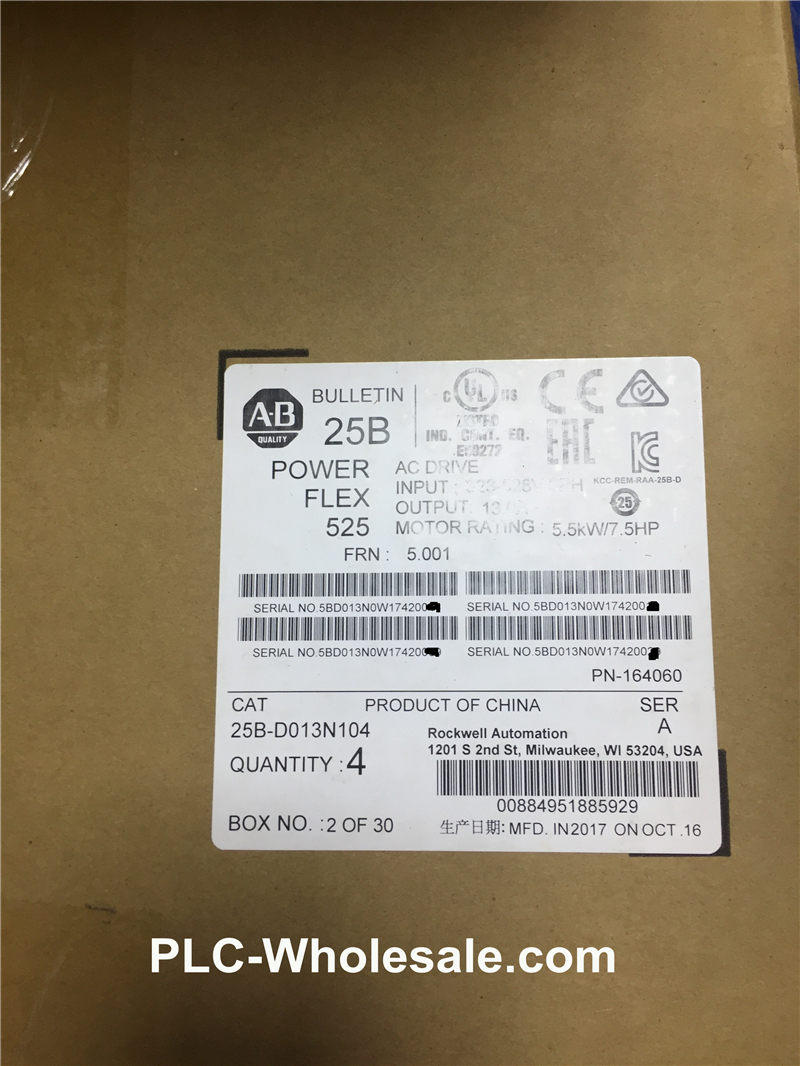 A-B
QUALITY
BULLETIN
25B
C UL US
LISTED
IND. CONT. EQ.
CE
EAC
KCC-REM-RAA-25B-D
25
POWER
FLEX
525
AC DRIVE
INPUT :
OUTPUT:
MOTOR RATING : 5.5kW/7.5HP
FRN : 5.001
SERIAL NO.5BD013N0W174200 SERIAL NO.5BD013N0W174200
SERIAL NO.5BD013N0W174200 SERIAL NO.5BD013N0W174200
PN-164060
CAT PRODUCT OF CHINA SER
25B-D013N104 A
Rockwell Automation
1201 S 2nd St, Milwaukee, WI 53204, USA
QUANTITY :4
00884951885929
BOX NO. :2 OF 30
生产日期: MFD. IN2017 ON OCT .16
PLC-Wholesale.com